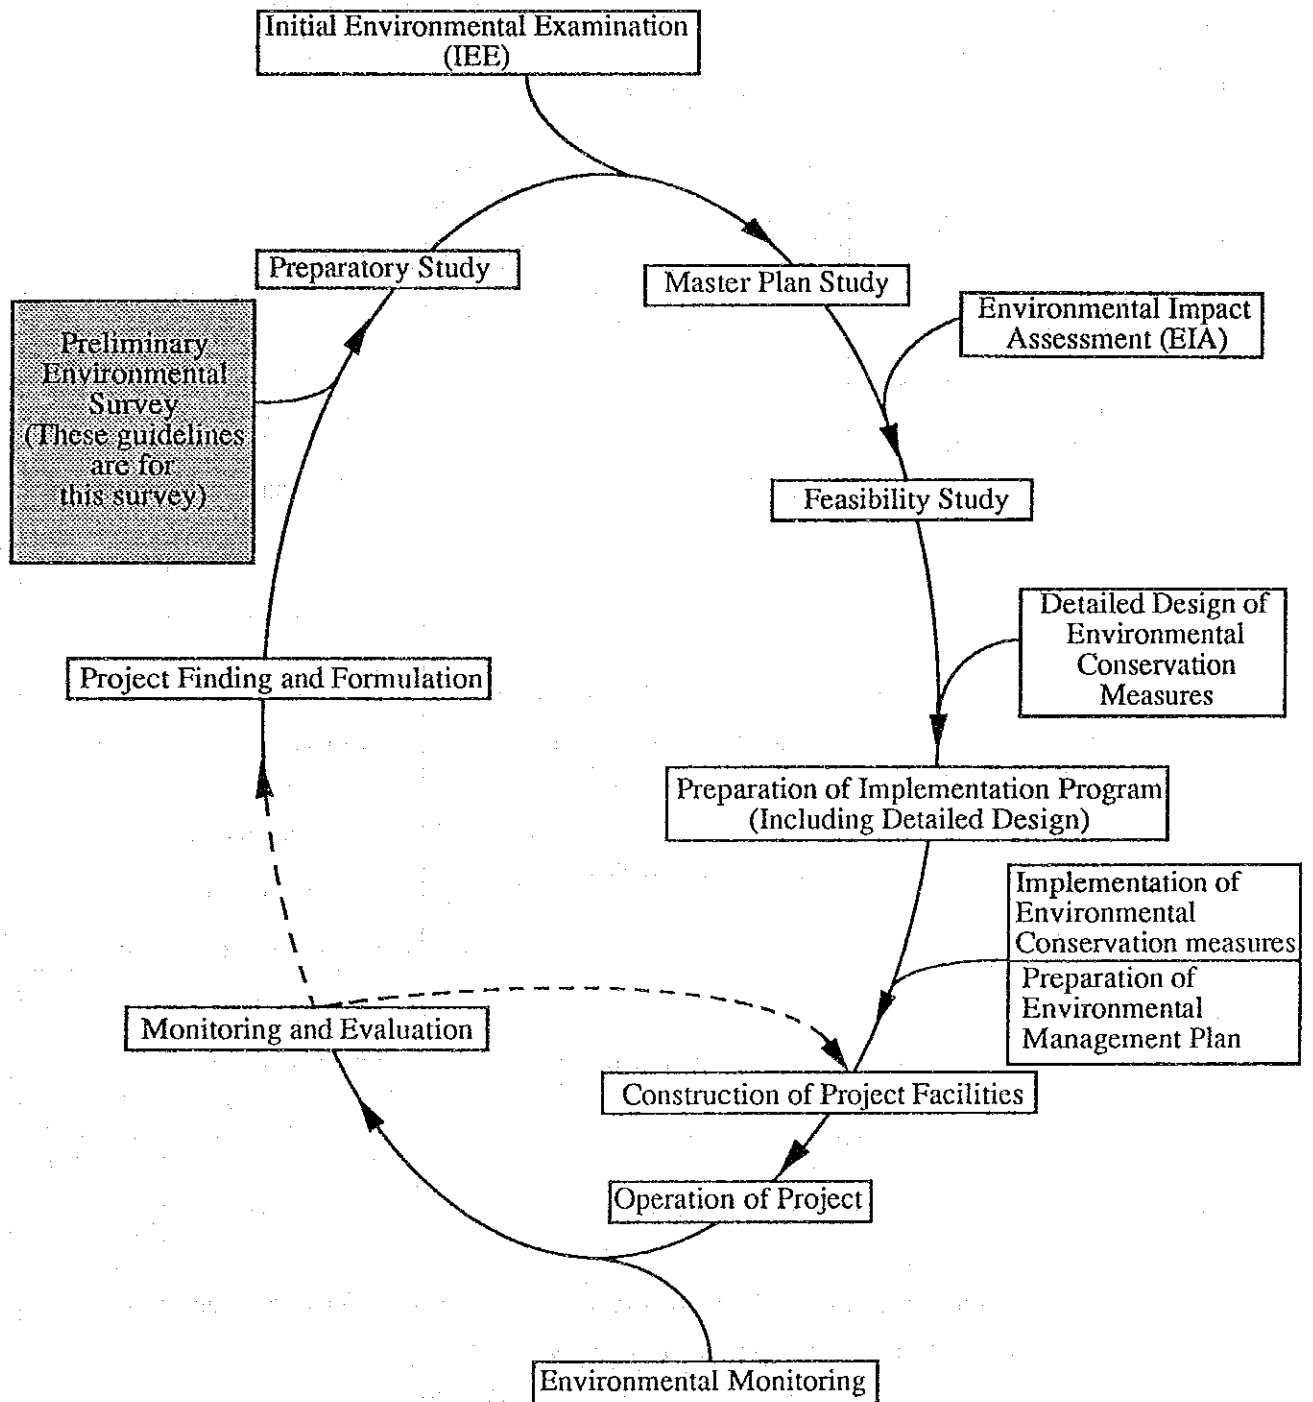 Initial Environmental Examination
(IEE)
Preparatory Study
Master Plan Study
Environmental Impact
Assessment (EIA)
Preliminary
Environmental
Survey
(These guidelines
are for
this survey)
Feasibility Study
Detailed Design of
Environmental
Conservation
Measures
Project Finding and Formulation
Preparation of Implementation Program
(Including Detailed Design)
Implementation of
Environmental
Conservation measures
Preparation of
Environmental
Management Plan
Monitoring and Evaluation
Construction of Project Facilities
Operation of Project
Environmental Monitoring